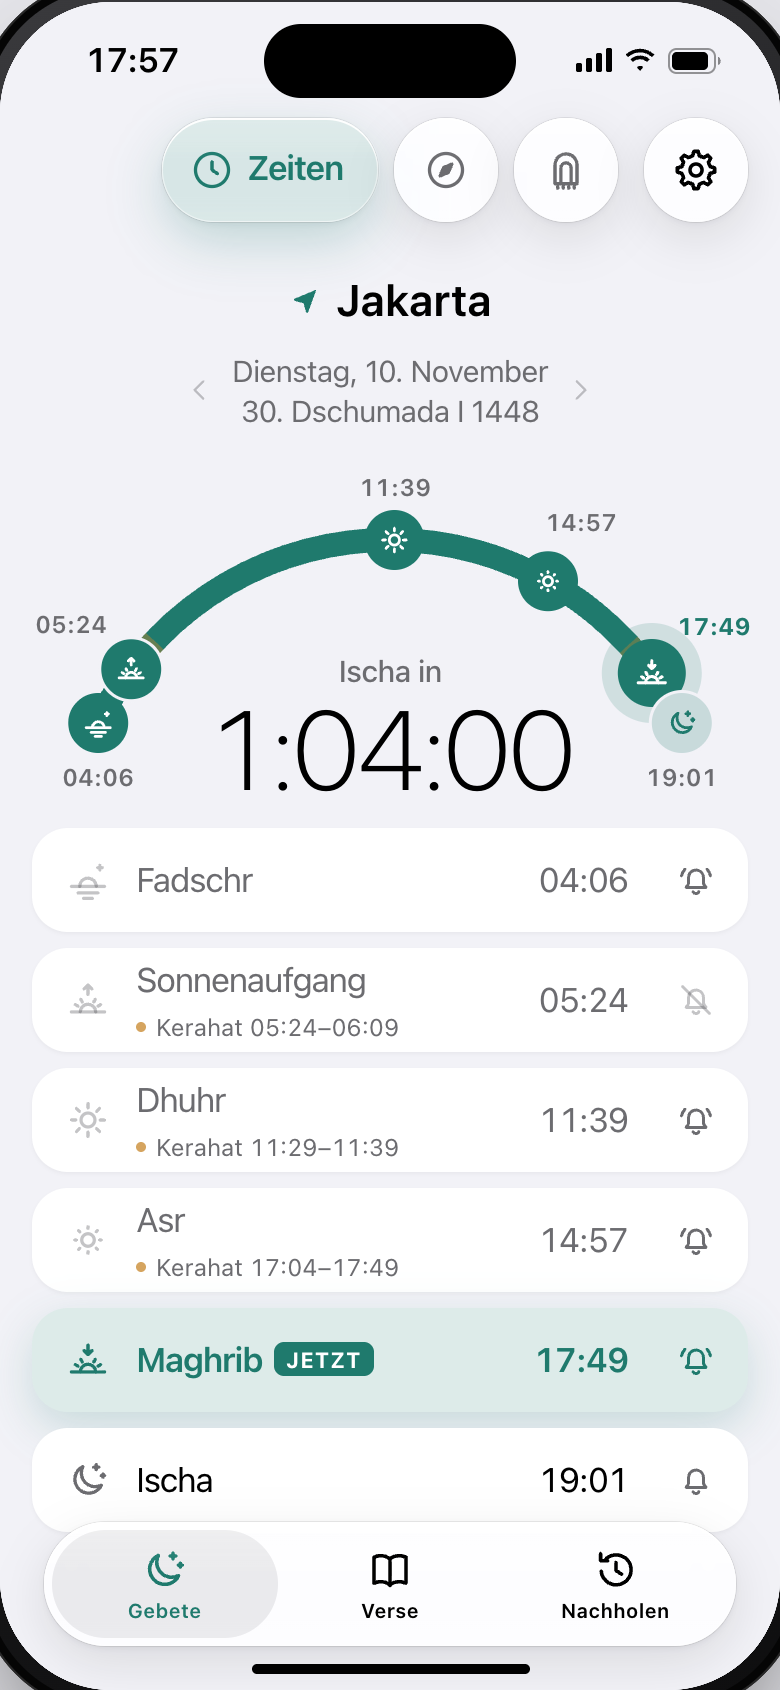 17:57
Zeiten
Jakarta
Dienstag, 10. November
30. Dschumada I 1448
11:39
14:57
05:24
17:49
04:06
19:01
Ischa in
1:04:00
Fadschr 04:06
Sonnenaufgang 05:24
Kerahat 05:24–06:09
Dhuhr 11:39
Kerahat 11:29–11:39
Asr 14:57
Kerahat 17:04–17:49
Maghrib JETZT 17:49
Ischa 19:01
Gebete Verse Nachholen